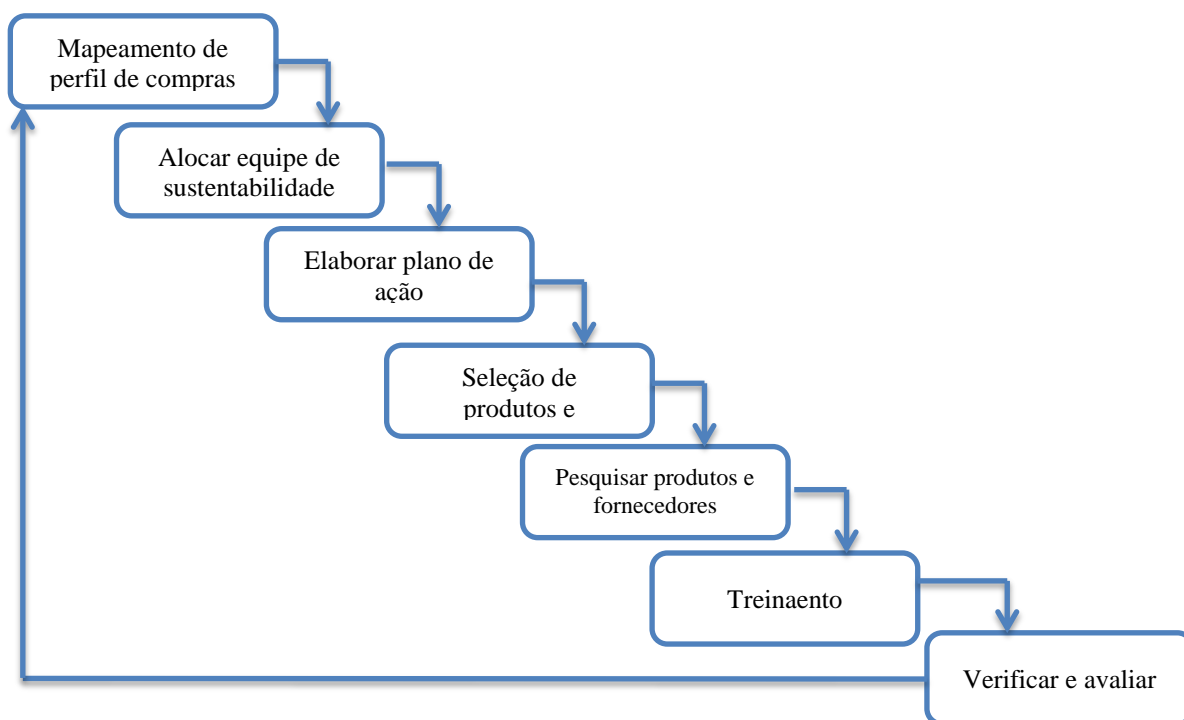 Mapeamento de
perfil de compras
Alocar equipe de
sustentabilidade
Elaborar plano de
ação
Seleção de
produtos e
Pesquisar produtos e
fornecedores
Treinaento
Verificar e avaliar